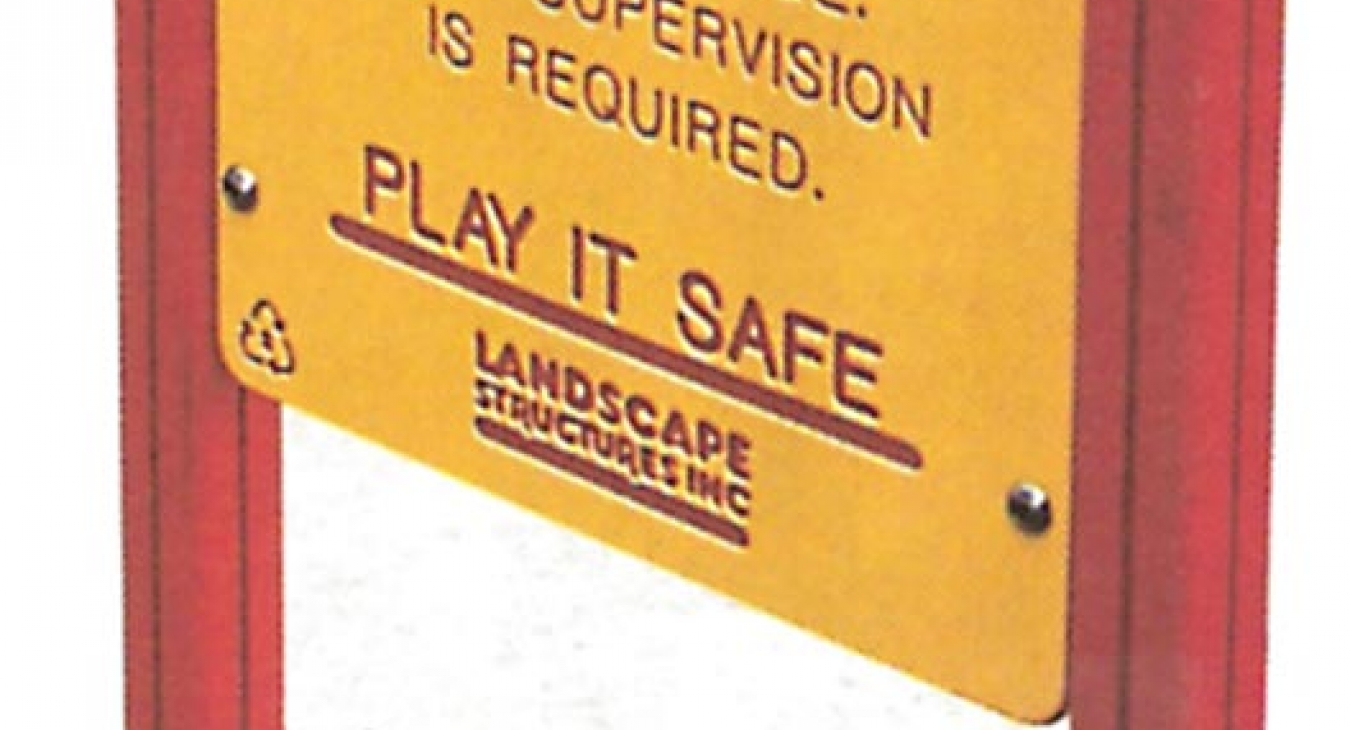 SUPERVISION
IS REQUIRED.
PLAY IT SAFE
LANDSCAPE
STRUCTURES INC